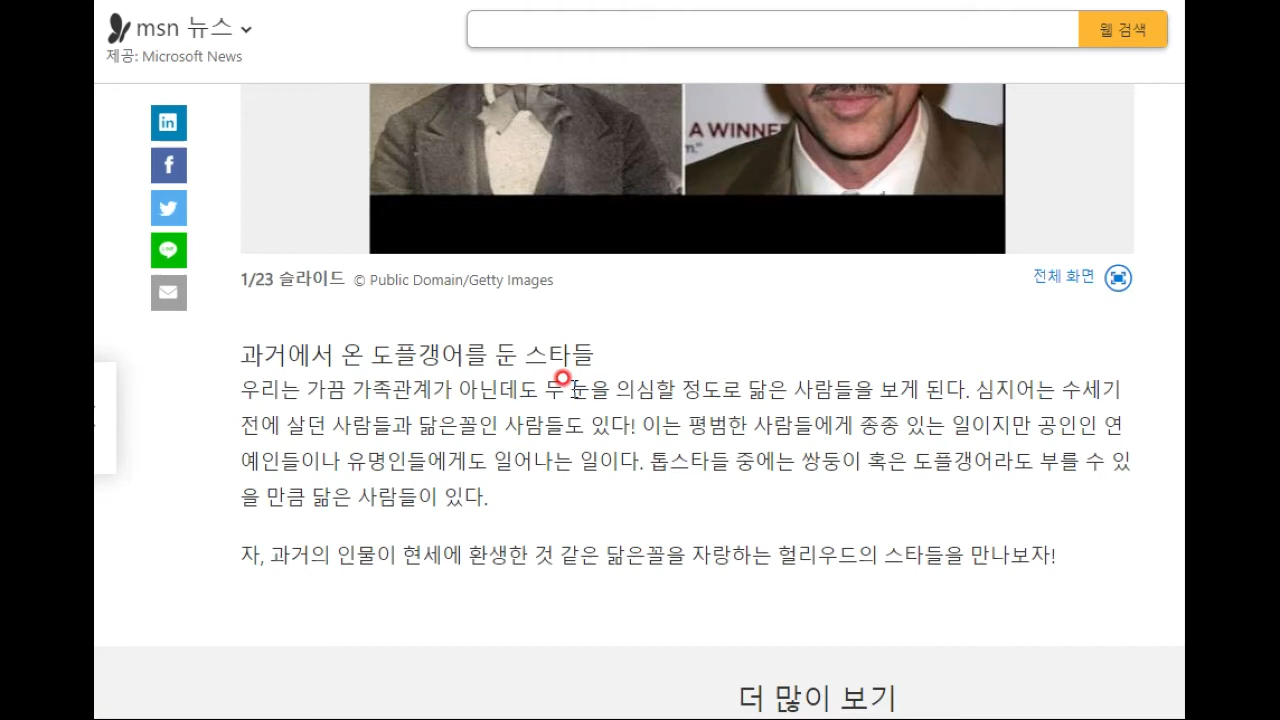 msn 뉴스
웹 검색
제공: Microsoft News
A WINNE
in
f
LINE
1/23 슬라이드 © Public Domain/Getty Images
전체 화면
과거에서 온 도플갱어를 둔 스타들
우리는 가끔 가족관계가 아닌데도 두 눈을 의심할 정도로 닮은 사람들을 보게 된다. 심지어는 수세기
전에 살던 사람들과 닮은꼴인 사람들도 있다! 이는 평범한 사람들에게 종종 있는 일이지만 공인인 연
예인들이나 유명인들에게도 일어나는 일이다. 톱스타들 중에는 쌍둥이 혹은 도플갱어라도 부를 수 있
을 만큼 닮은 사람들이 있다.
자, 과거의 인물이 현세에 환생한 것 같은 닮은꼴을 자랑하는 헐리우드의 스타들을 만나보자!
더 많이 보기